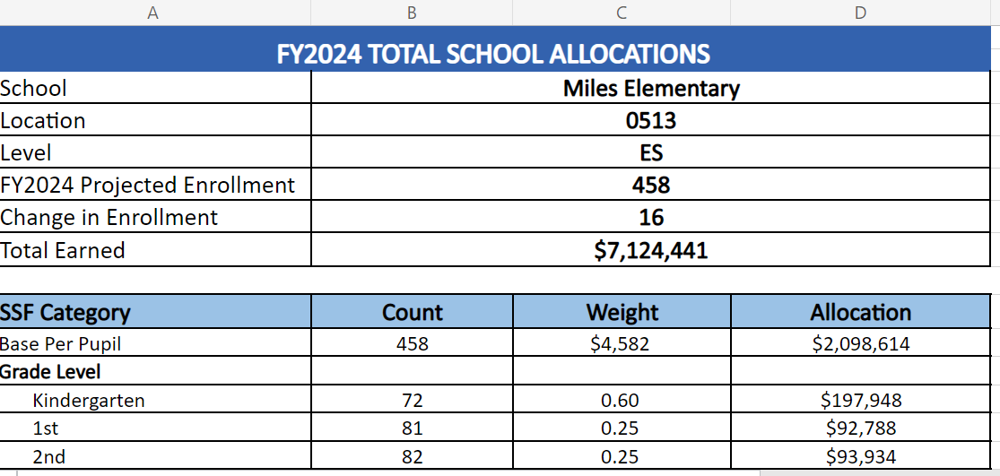 A B C D
FY2024 TOTAL SCHOOL ALLOCATIONS
School Miles Elementary
Location 0513
Level ES
FY2024 Projected Enrollment 458
Change in Enrollment 16
Total Earned $7,124,441
SSF Category Count Weight Allocation
Base Per Pupil 458 $4,582 $2,098,614
Grade Level
Kindergarten 72 0.60 $197,948
1st 81 0.25 $92,788
2nd 82 0.25 $93,934